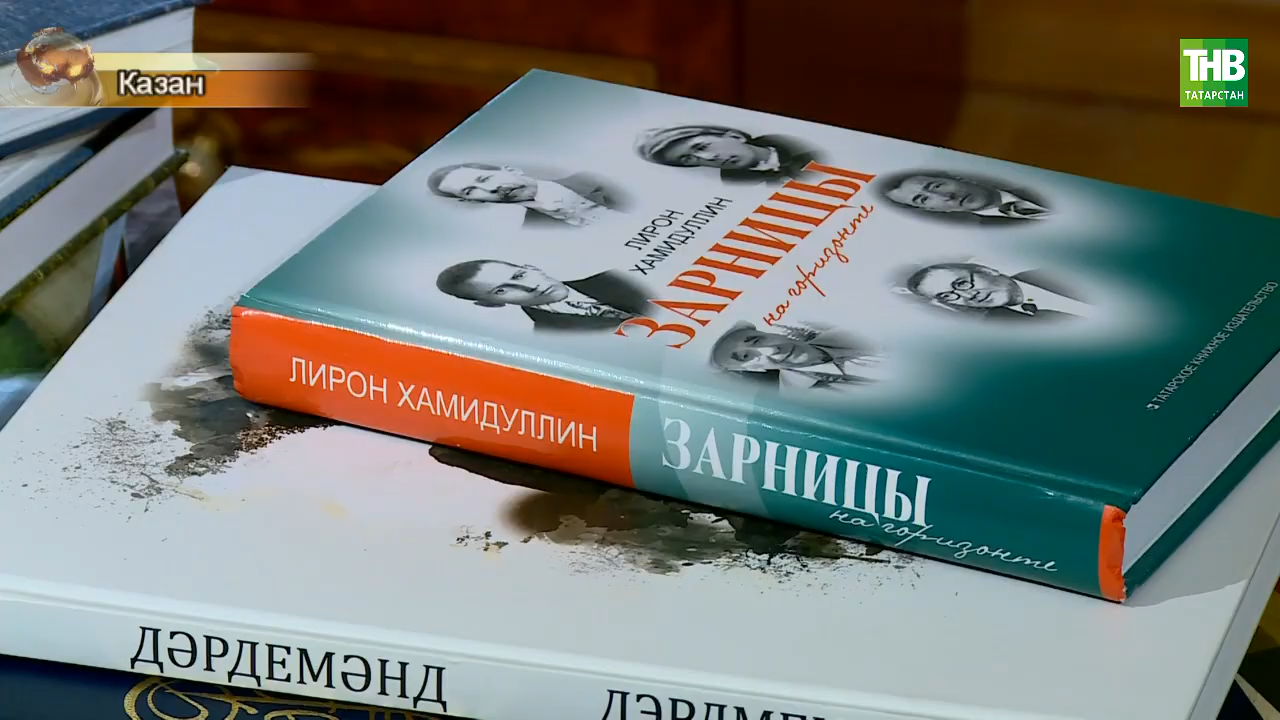 Казан
ТНВ
ТАТАРСТАН
ЛИРОН
ХАМИДУЛЛИН
ЗАРНИЦЫ
на горизонте
ТАТАРСКОЕ КНИЖНОЕ ИЗДАТЕЛЬСТВО
ЛИРОН ХАМИДУЛЛИН
ЗАРНИЦЫ
на горизонте
ДӘРДЕМӘНД